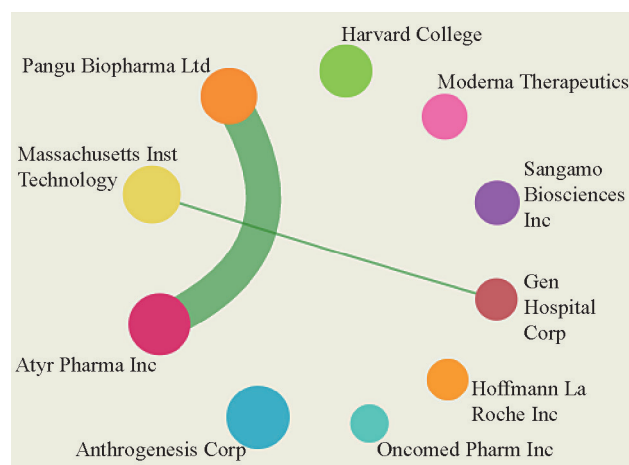 Harvard College
Pangu Biopharma Ltd
Moderna Therapeutics
Massachusetts Inst
Technology
Sangamo
Biosciences
Inc
Gen
Hospital
Corp
Atyr Pharma Inc
Hoffmann La
Roche Inc
Anthrogenesis Corp
Oncomed Pharm Inc